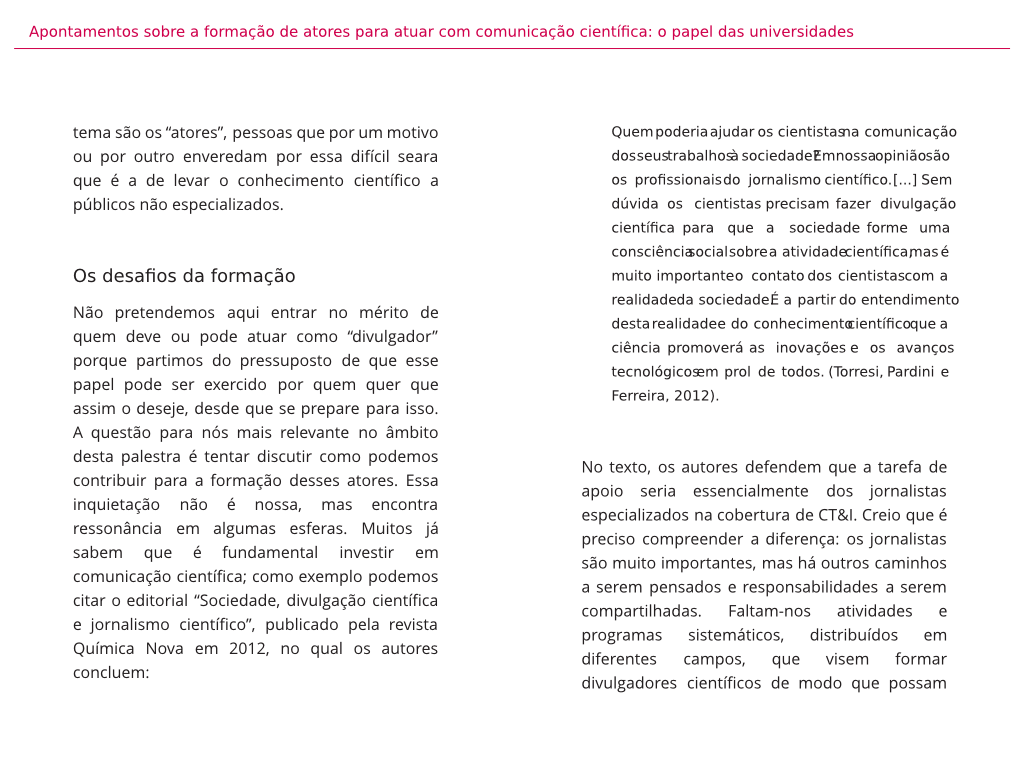 Apontamentos sobre a formação de atores para atuar com comunicação científica: o papel das universidades
tema são os “atores”, pessoas que por um motivo
ou por outro enveredam por essa difícil seara
que é a de levar o conhecimento científico a
públicos não especializados.
Os desafios da formação
Não pretendemos aqui entrar no mérito de
quem deve ou pode atuar como “divulgador”
porque partimos do pressuposto de que esse
papel pode ser exercido por quem quer que
assim o deseje, desde que se prepare para isso.
A questão para nós mais relevante no âmbito
desta palestra é tentar discutir como podemos
contribuir para a formação desses atores. Essa
inquietação não é nossa, mas encontra
ressonância em algumas esferas. Muitos já
sabem que é fundamental investir em
comunicação científica; como exemplo podemos
citar o editorial “Sociedade, divulgação científica
e jornalismo científico”, publicado pela revista
Química Nova em 2012, no qual os autores
concluem:
Quem poderia ajudar os cientistas na comunicação
dos seus trabalhos à sociedade? Em nossa opinião são
os profissionais do jornalismo científico. [...] Sem
dúvida os cientistas precisam fazer divulgação
científica para que a sociedade forme uma
consciência social sobre a atividade científica, mas é
muito importante o contato dos cientistas com a
realidade da sociedade. É a partir do entendimento
desta realidade e do conhecimento científico que a
ciência promoverá as inovações e os avanços
tecnológicos em prol de todos. (Torresi, Pardini e
Ferreira, 2012).
No texto, os autores defendem que a tarefa de
apoio seria essencialmente dos jornalistas
especializados na cobertura de CT&I. Creio que é
preciso compreender a diferença: os jornalistas
são muito importantes, mas há outros caminhos
a serem pensados e responsabilidades a serem
compartilhadas. Faltam-nos atividades e
programas sistemáticos, distribuídos em
diferentes campos, que visem formar
divulgadores científicos de modo que possam